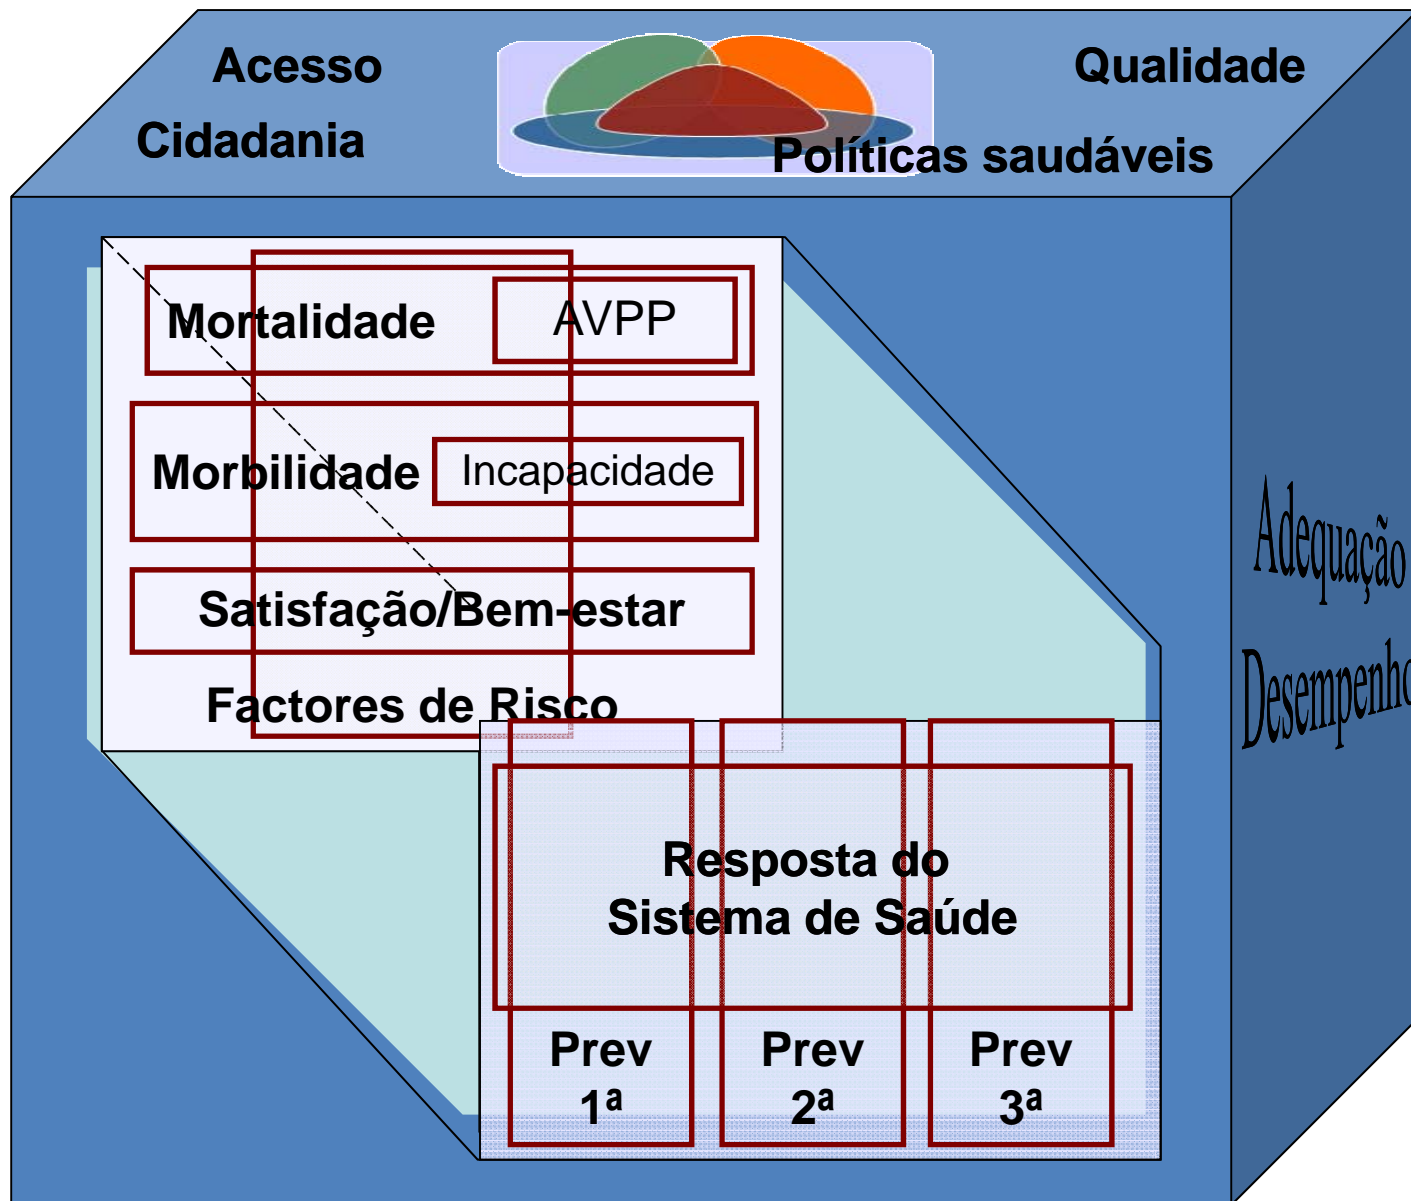 Acesso
Qualidade
Cidadania
Políticas saudáveis
Mortalidade
AVPP
Morbilidade
Incapacidade
Satisfação/Bem-estar
Factores de Risco
Adequação
Desempenho
Resposta do
Sistema de Saúde
Prev
1ª
Prev
2ª
Prev
3ª